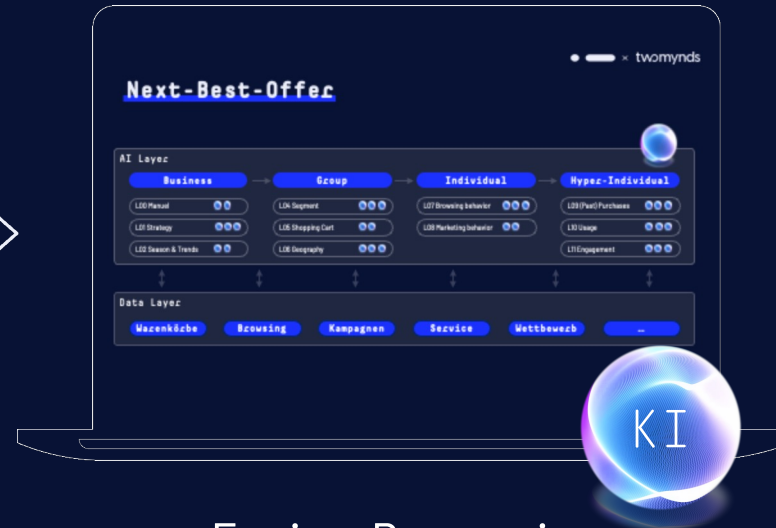 × twomynds
Next-Best-Offer
AI Layer
Business Group Individual Hyper-Individual
L00 Manual L04 Segment L07 Browsing behavior L09 (Past) Purchases
L01 Strategy L05 Shopping Cart L08 Marketing behavior L10 Usage
L02 Season & Trends L06 Geography L11 Engagement
Data Layer
Warenkörbe Browsing Kampagnen Service Wettbewerb …
KI